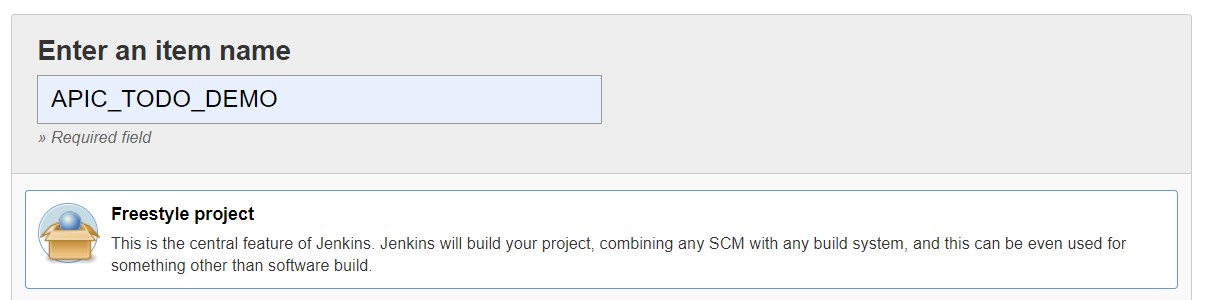 Enter an item name
APIC_TODO_DEMO
» Required field
Freestyle project
This is the central feature of Jenkins. Jenkins will build your project, combining any SCM with any build system, and this can be even used for
something other than software build.